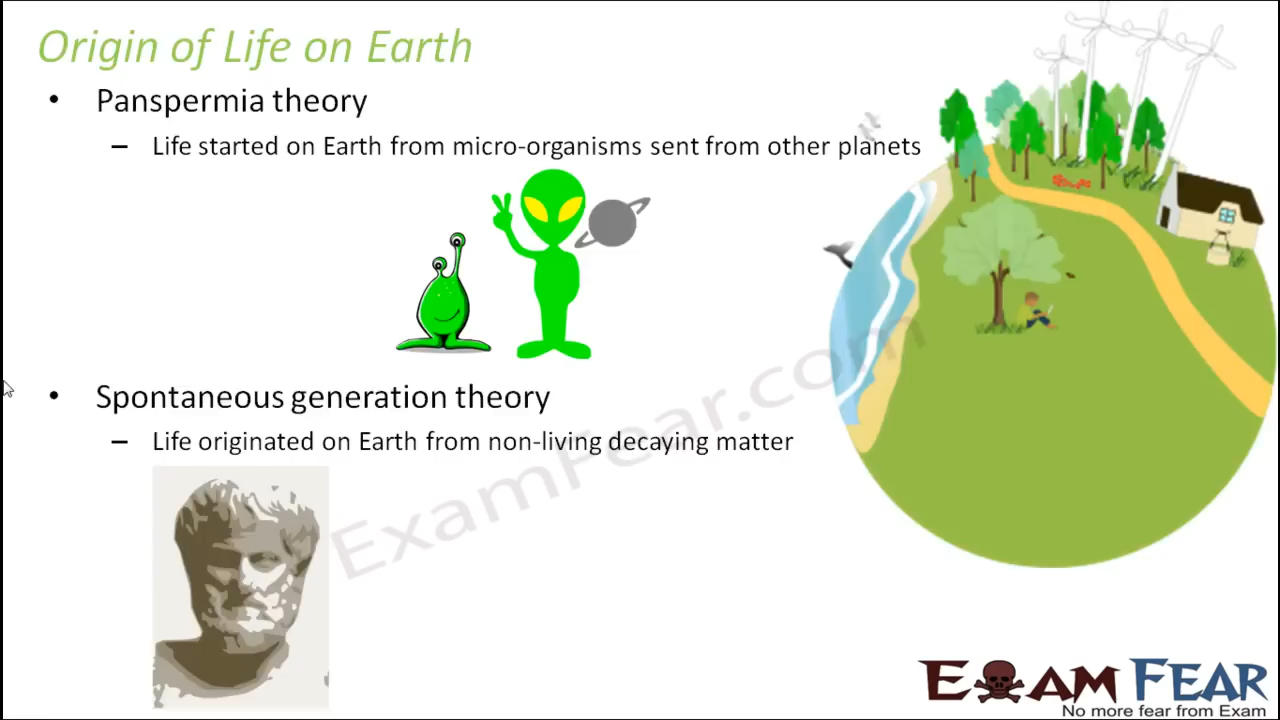 Origin of Life on Earth
• Panspermia theory
– Life started on Earth from micro-organisms sent from other planets
• Spontaneous generation theory
– Life originated on Earth from non-living decaying matter
ExamFear.com
EXAM FEAR
No more fear from Exam